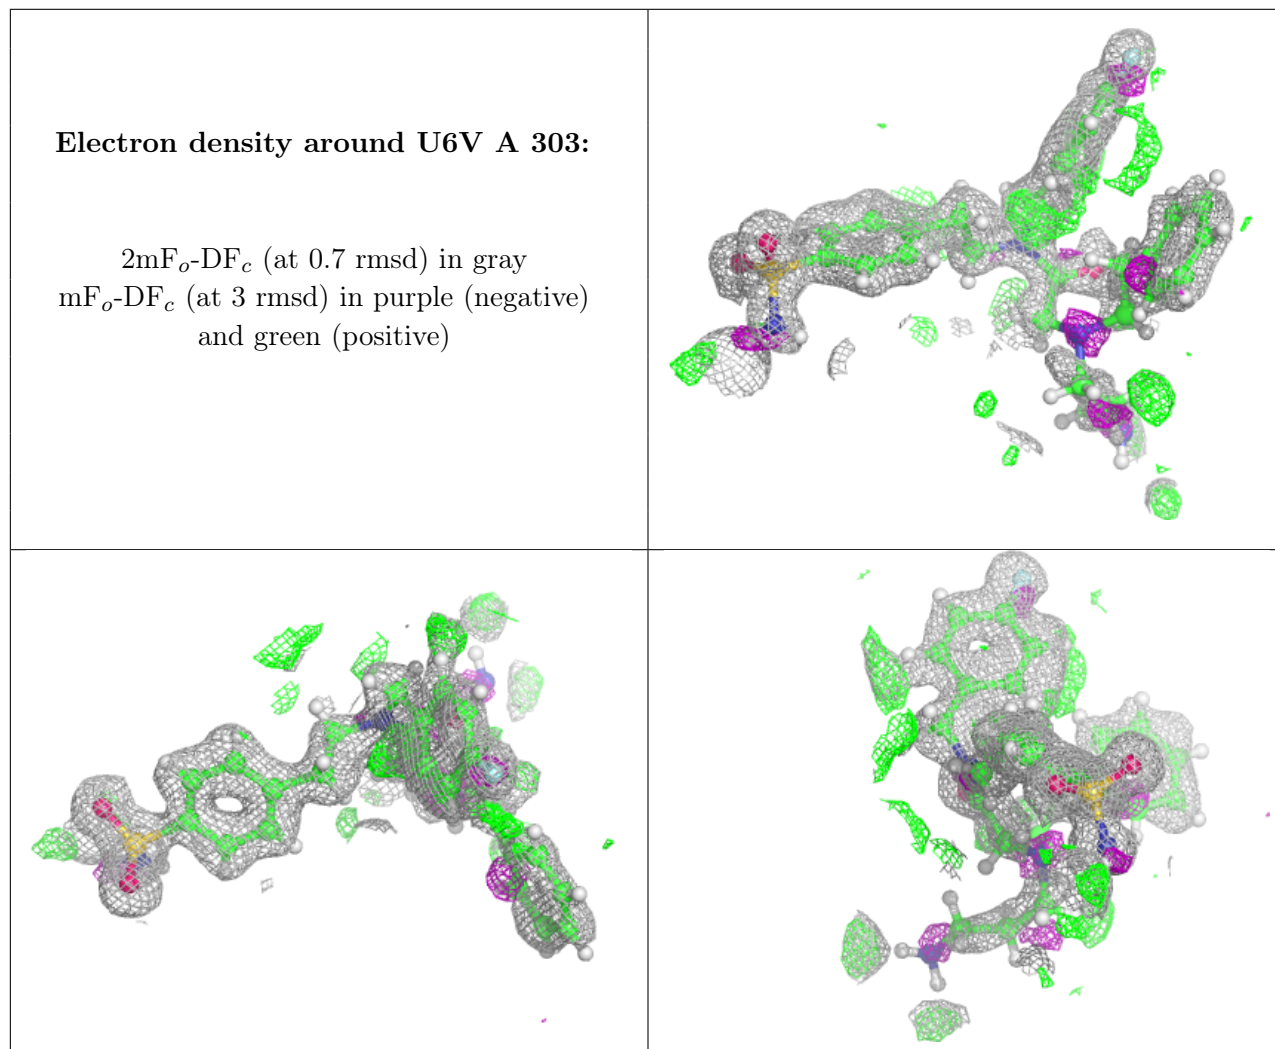 Electron density around U6V A 303:
2mFo-DFc (at 0.7 rmsd) in gray
mFo-DFc (at 3 rmsd) in purple (negative)
and green (positive)